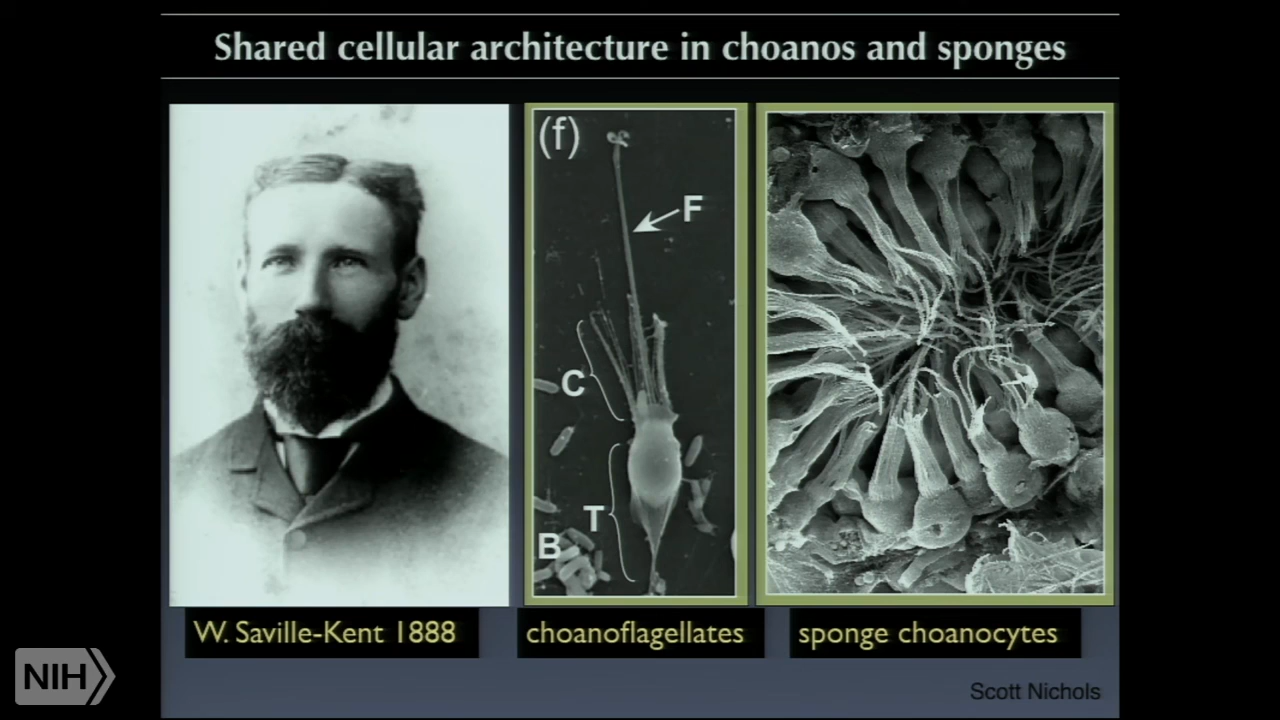 Shared cellular architecture in choanos and sponges
(f)
F
C
T
B
W. Saville-Kent 1888
choanoflagellates
sponge choanocytes
Scott Nichols
NIH